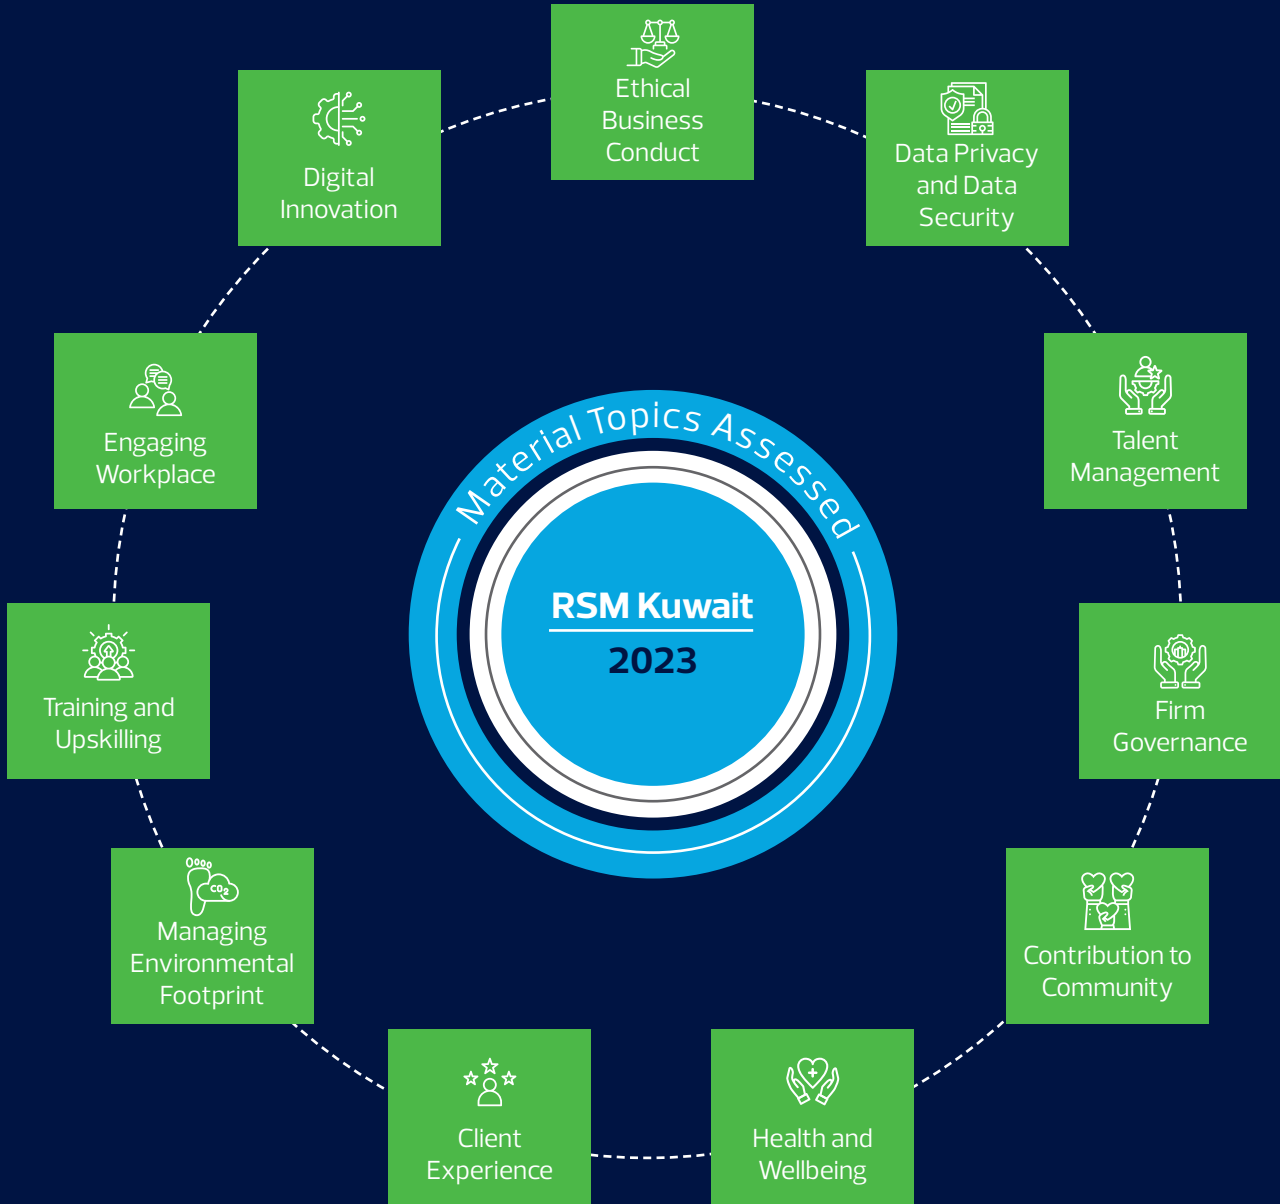 Ethical
Business
Conduct
Data Privacy
and Data
Security
Talent
Management
Firm
Governance
Contribution to
Community
Health and
Wellbeing
Client
Experience
CO2
Managing
Environmental
Footprint
Training and
Upskilling
Engaging
Workplace
Digital
Innovation
Material Topics Assessed
RSM Kuwait
2023